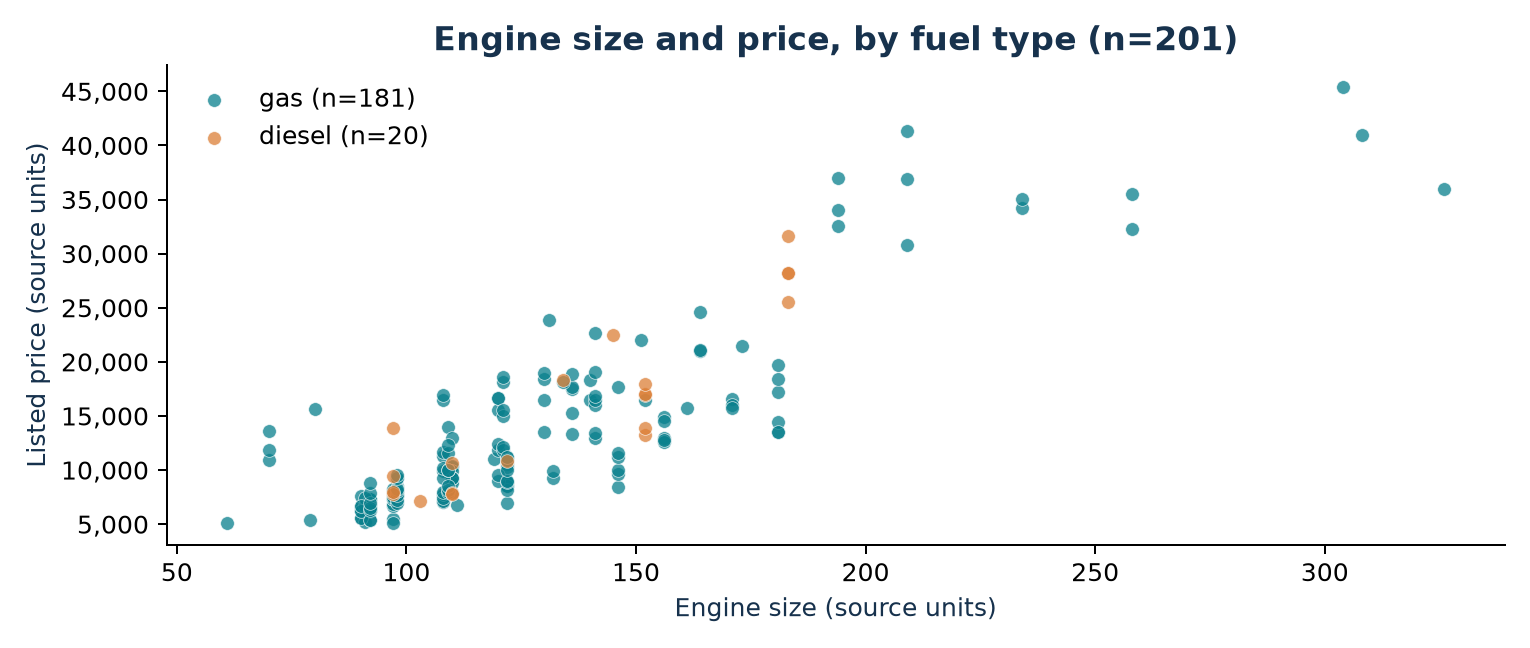 Engine size and price, by fuel type (n=201)
gas (n=181)
diesel (n=20)
Listed price (source units)
45,000
40,000
35,000
30,000
25,000
20,000
15,000
10,000
5,000
50 100 150 200 250 300
Engine size (source units)